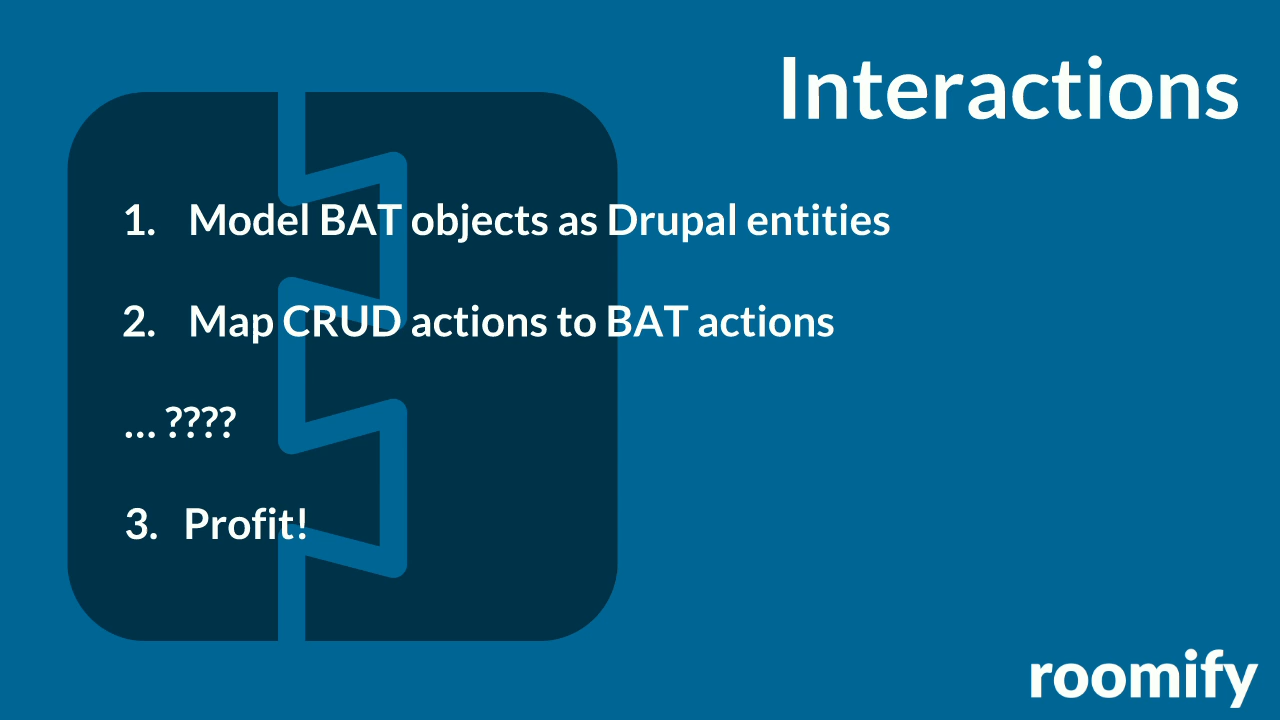 Interactions
1. Model BAT objects as Drupal entities
2. Map CRUD actions to BAT actions
... ????
3. Profit!
roomify